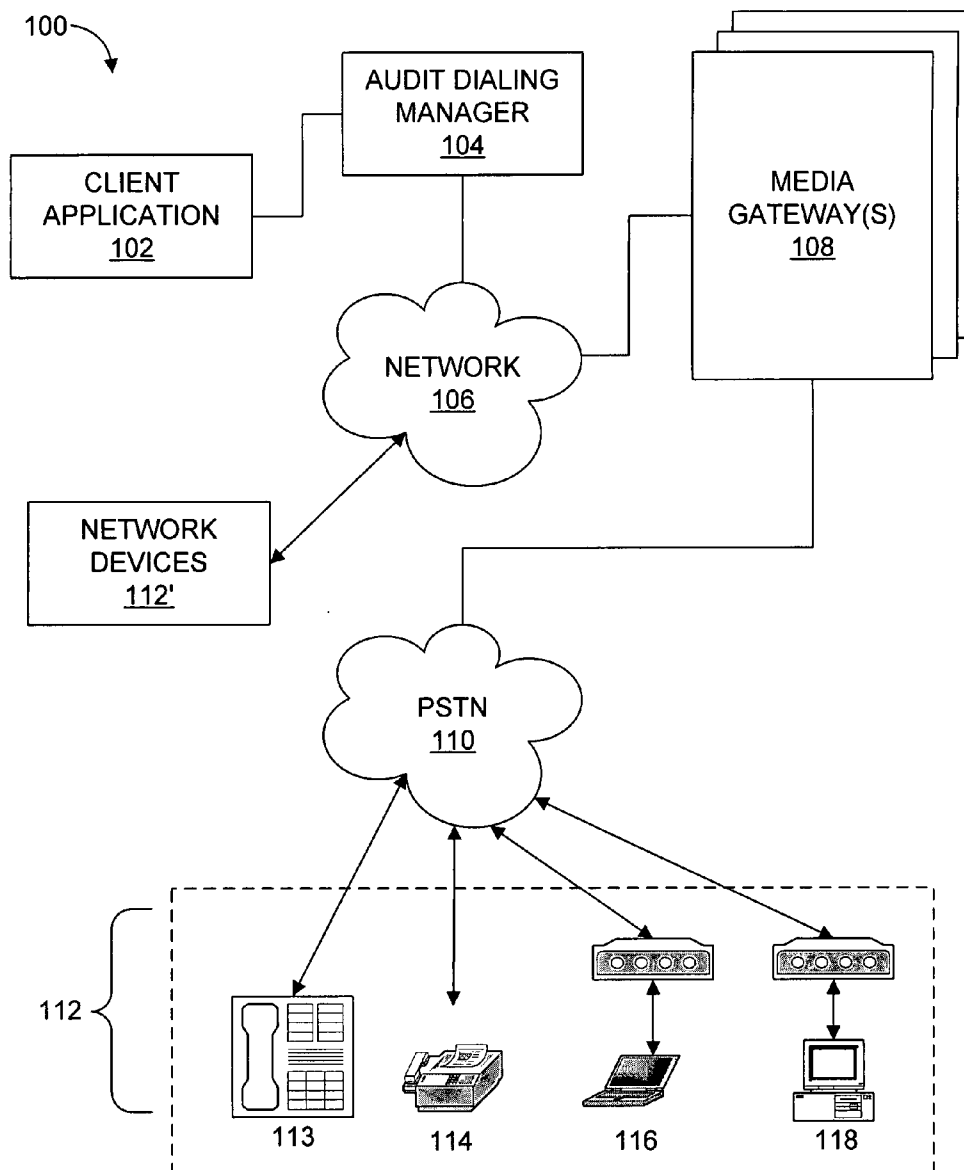 100
AUDIT DIALING
MANAGER
104
CLIENT
APPLICATION
102
MEDIA
GATEWAY(S)
108
NETWORK
106
NETWORK
DEVICES
112'
PSTN
110
112
113
114
116
118